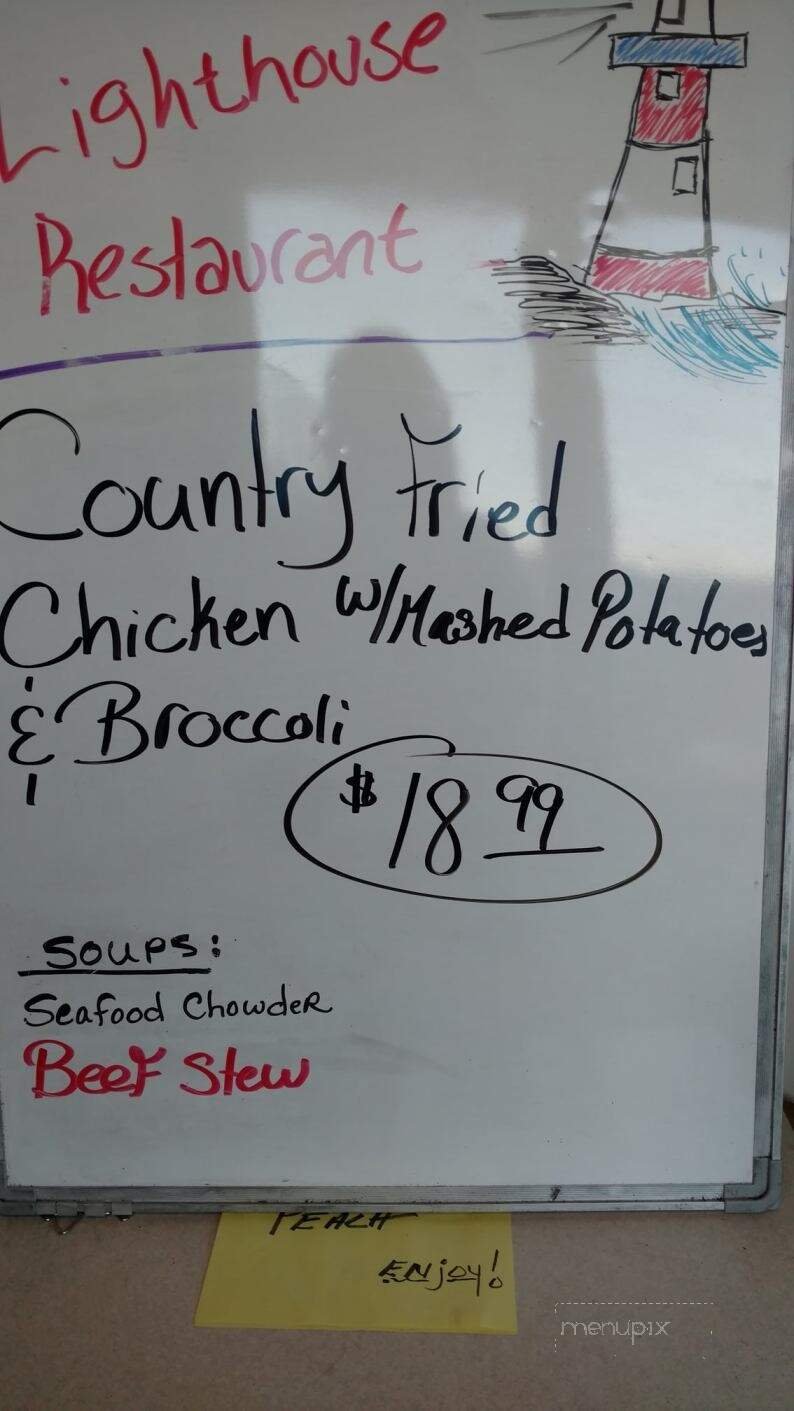 Lighthouse
Restaurant
Country Fried
Chicken w/Mashed Potatoes
& Broccoli
$18 99
Soups:
Seafood Chowder
Beef Stew
PEACH
ENjoy!
menupix